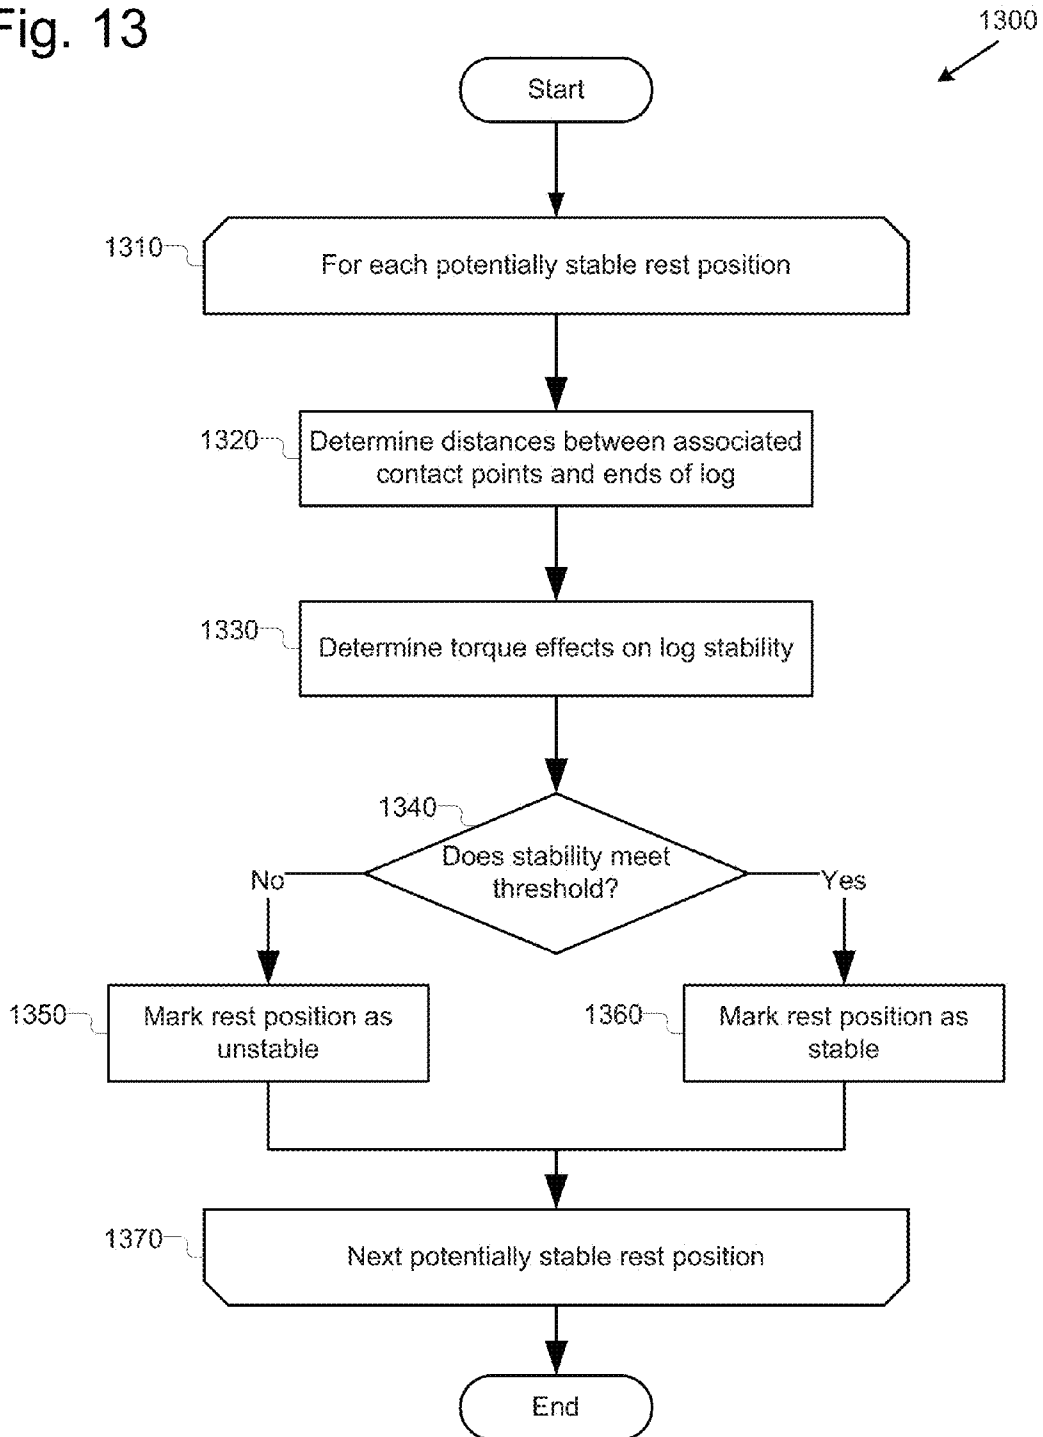 Fig. 13
1300
Start
1310
For each potentially stable rest position
1320
Determine distances between associated
contact points and ends of log
1330
Determine torque effects on log stability
1340
Does stability meet
threshold?
No
Yes
1350
Mark rest position as
unstable
1360
Mark rest position as
stable
1370
Next potentially stable rest position
End